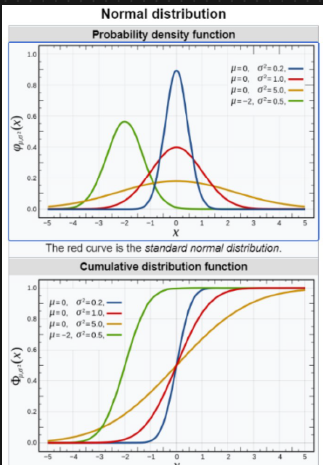 Normal distribution
Probability density function
1.0
0.8
0.6
0.4
0.2
0.0
φμ,σ²(x)
μ=0, σ²=0.2,
μ=0, σ²=1.0,
μ=0, σ²=5.0,
μ=−2, σ²=0.5,
−5 −4 −3 −2 −1 0 1 2 3 4 5
x
The red curve is the standard normal distribution.
Cumulative distribution function
1.0
0.8
0.6
0.4
0.2
0.0
Φμ,σ²(x)
μ=0, σ²=0.2,
μ=0, σ²=1.0,
μ=0, σ²=5.0,
μ=−2, σ²=0.5,
−5 −4 −3 −2 −1 0 1 2 3 4 5